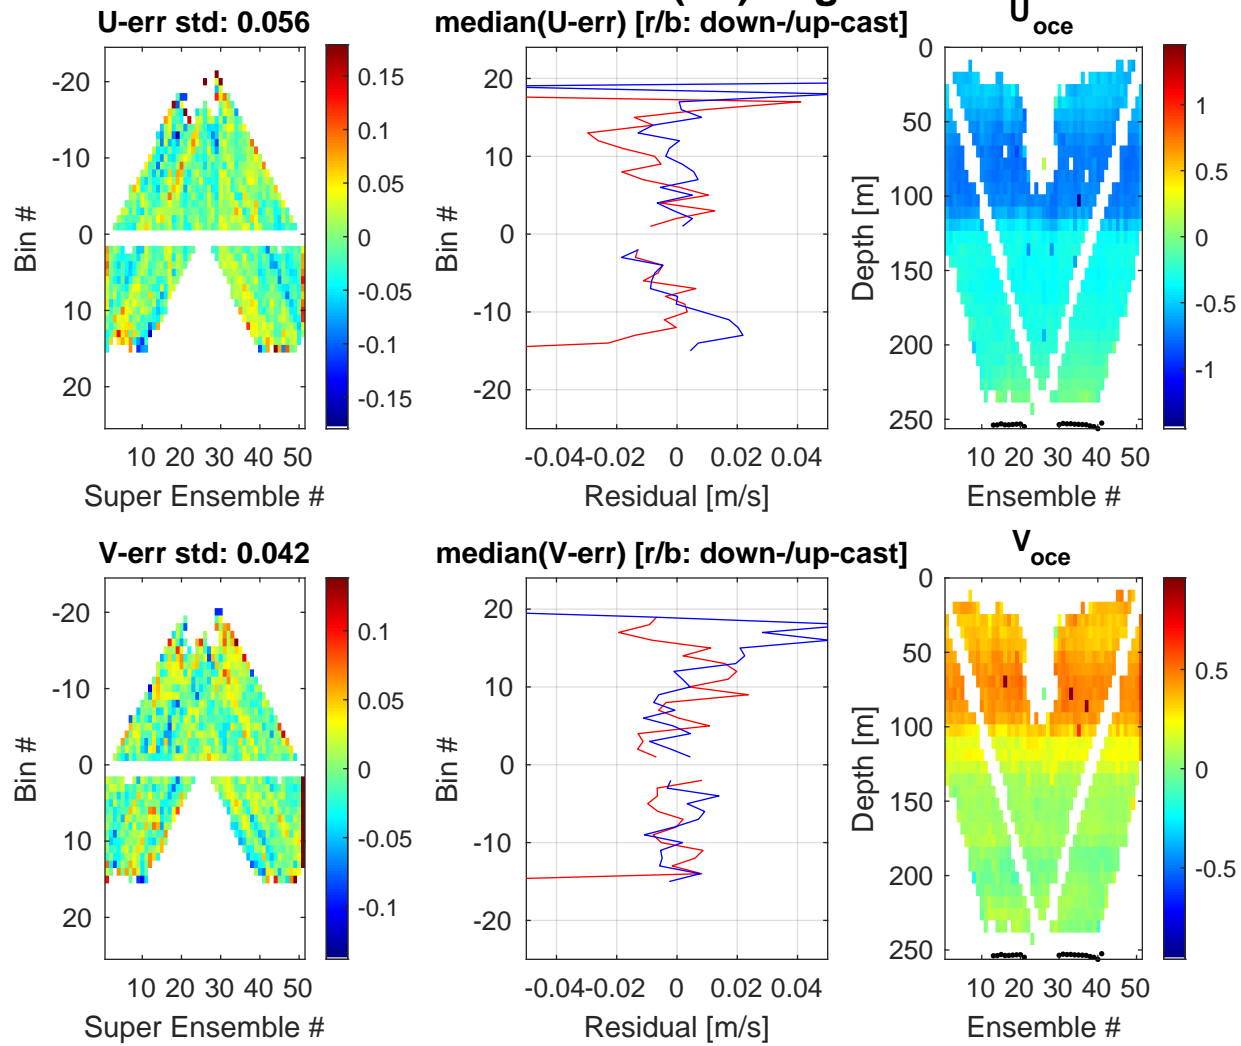 U-err std: 0.056
median(U-err) [r/b: down-/up-cast]
U_oce
-20
-10
0
10
20
Bin #
10 20 30 40 50
Super Ensemble #
0.15
0.1
0.05
0
-0.05
-0.1
-0.15
20
10
0
-10
-20
Bin #
-0.04 -0.02 0 0.02 0.04
Residual [m/s]
0
50
100
150
200
250
Depth [m]
10 20 30 40 50
Ensemble #
1
0.5
0
-0.5
-1
V-err std: 0.042
median(V-err) [r/b: down-/up-cast]
V_oce
-20
-10
0
10
20
Bin #
10 20 30 40 50
Super Ensemble #
0.1
0.05
0
-0.05
-0.1
20
10
0
-10
-20
Bin #
-0.04 -0.02 0 0.02 0.04
Residual [m/s]
0
50
100
150
200
250
Depth [m]
10 20 30 40 50
Ensemble #
0.5
0
-0.5